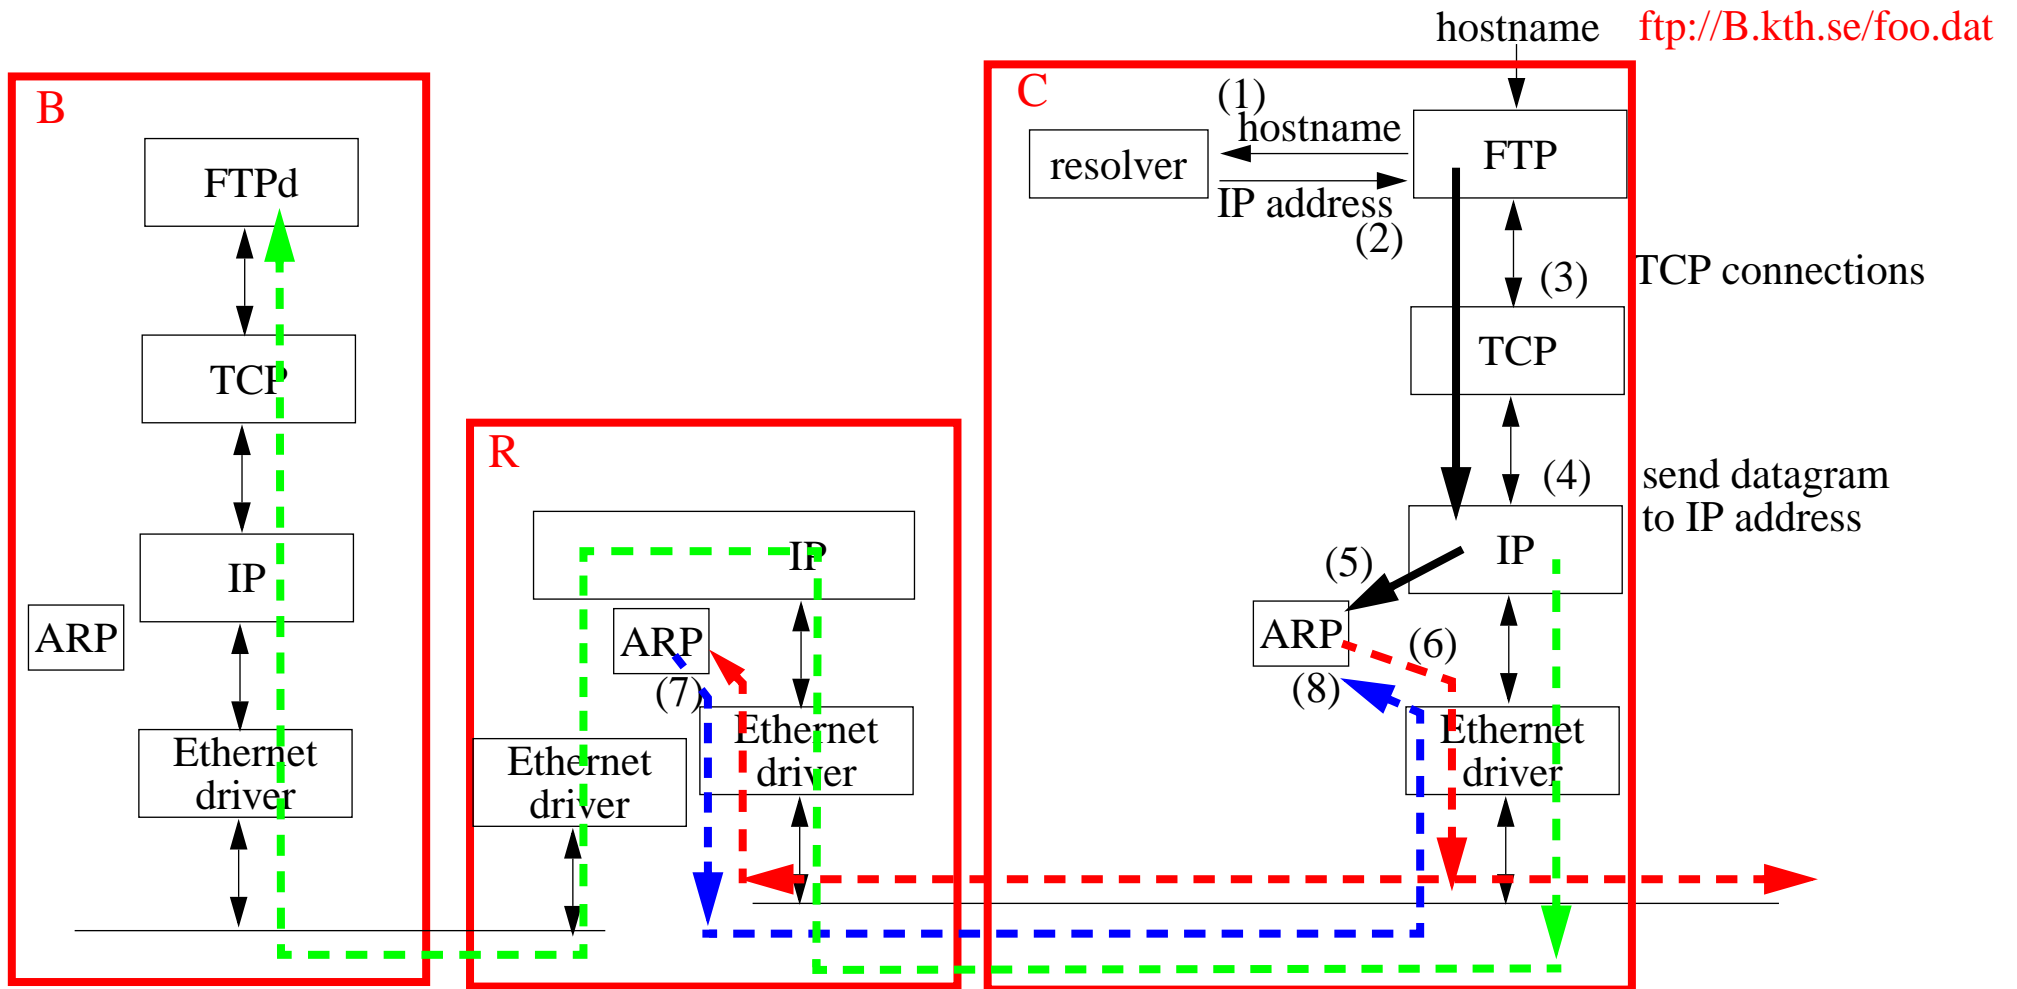 hostname ftp://B.kth.se/foo.dat
B
FTPd
TCP
IP
ARP
Ethernet
driver
R
IP
ARP
(7)
Ethernet
driver
Ethernet
driver
C
(1)
hostname
resolver
IP address
(2)
FTP
(3)
TCP connections
TCP
(4)
send datagram
to IP address
IP
(5)
ARP
(6)
(8)
Ethernet
driver